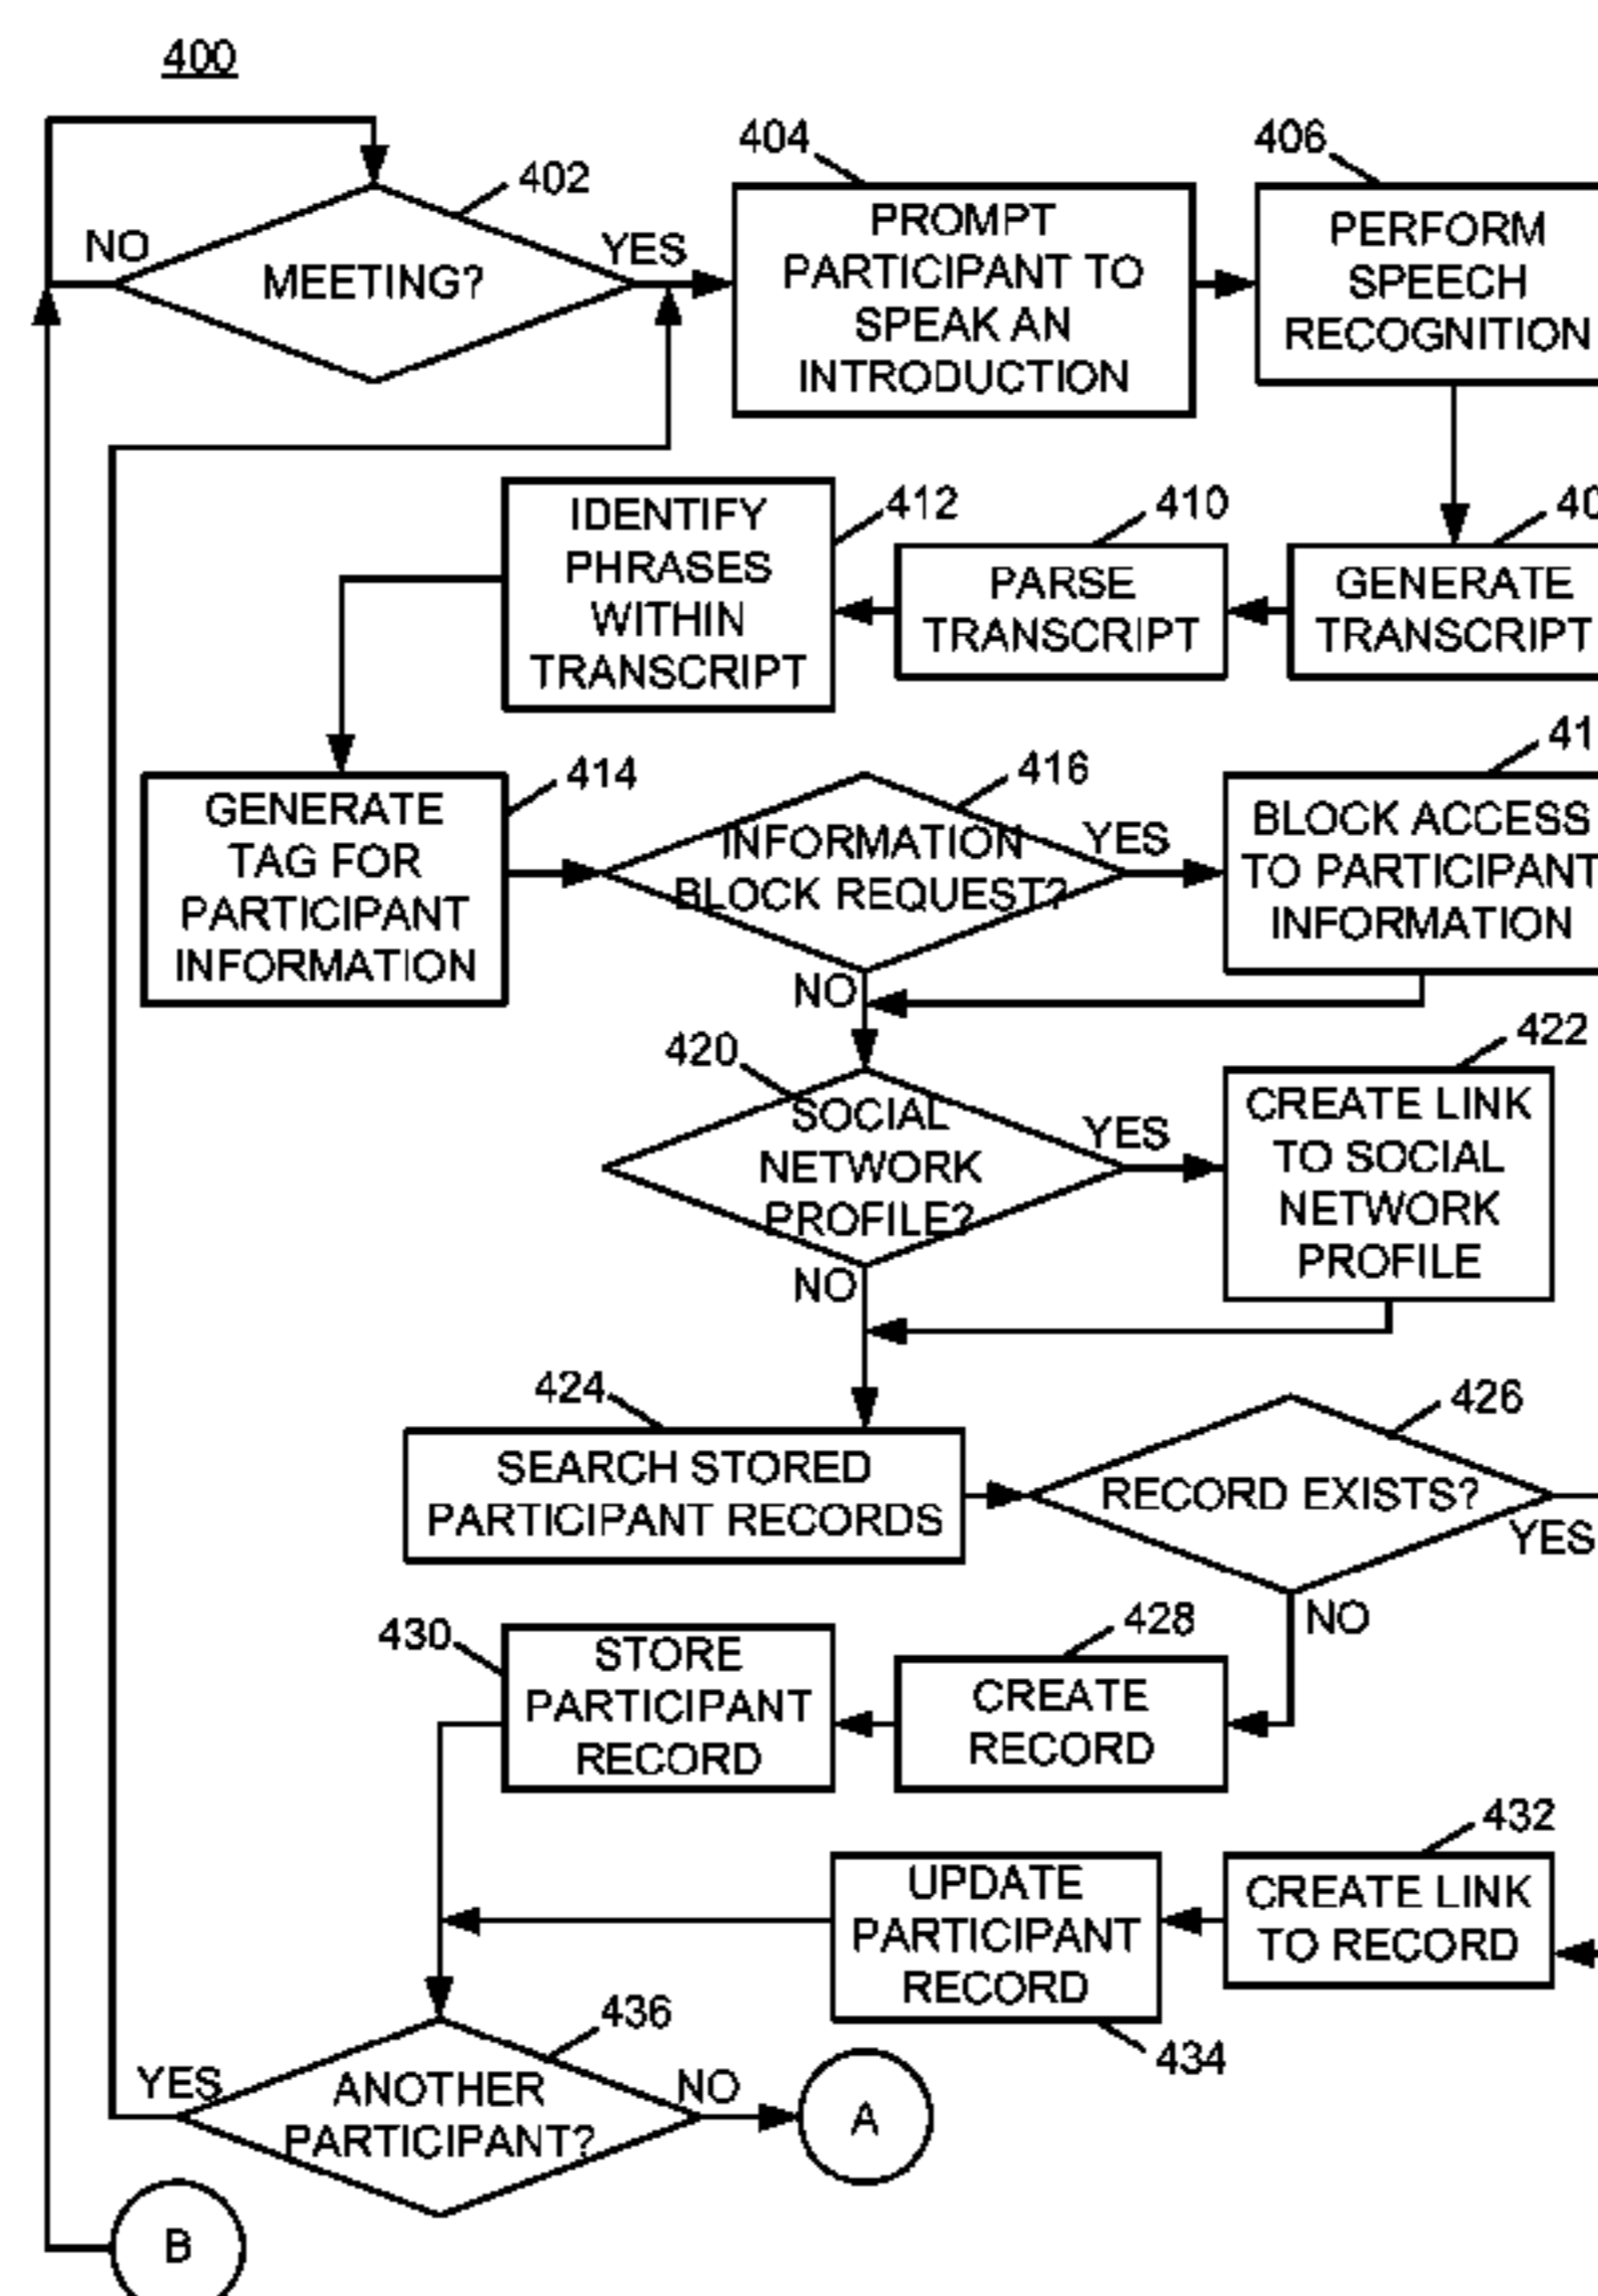 400
402
NO
MEETING?
YES
404
PROMPT
PARTICIPANT TO
SPEAK AN
INTRODUCTION
406
PERFORM
SPEECH
RECOGNITION
412
IDENTIFY
PHRASES
WITHIN
TRANSCRIPT
410
PARSE
TRANSCRIPT
40
GENERATE
TRANSCRIPT
414
GENERATE
TAG FOR
PARTICIPANT
INFORMATION
416
INFORMATION
BLOCK REQUEST?
YES
NO
41
BLOCK ACCESS
TO PARTICIPANT
INFORMATION
420
SOCIAL
NETWORK
PROFILE?
YES
NO
422
CREATE LINK
TO SOCIAL
NETWORK
PROFILE
424
SEARCH STORED
PARTICIPANT RECORDS
426
RECORD EXISTS?
YES
NO
430
STORE
PARTICIPANT
RECORD
428
CREATE
RECORD
432
CREATE LINK
TO RECORD
UPDATE
PARTICIPANT
RECORD
434
436
YES
ANOTHER
PARTICIPANT?
NO
A
B